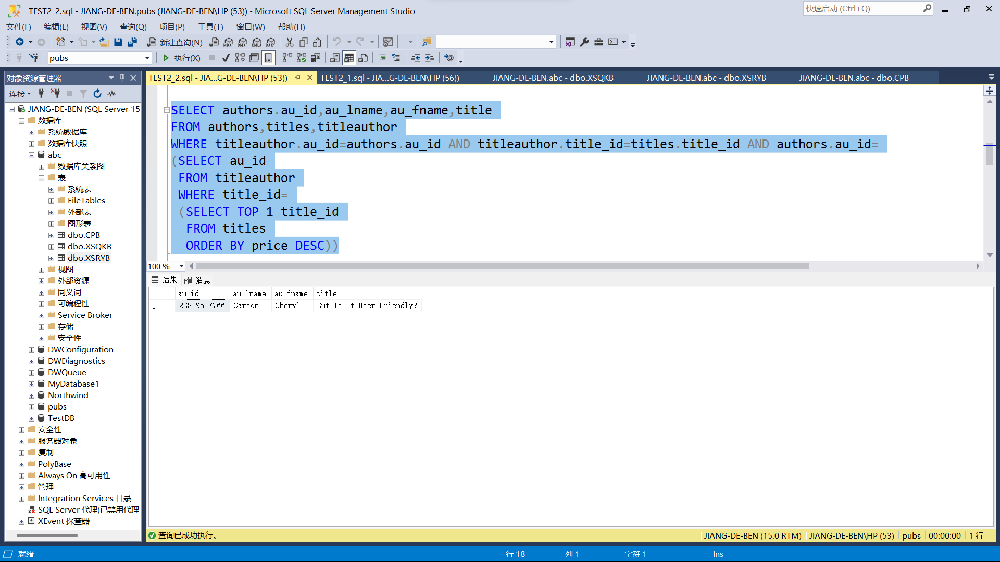 TEST2_2.sql - JIANG-DE-BEN.pubs (JIANG-DE-BEN\HP (53)) - Microsoft SQL Server Management Studio
快速启动 (Ctrl+Q)
文件(F) 编辑(E) 视图(V) 查询(Q) 项目(P) 工具(T) 窗口(W) 帮助(H)
新建查询(N) MDX DMX XMLA DAX
pubs 执行(X)
对象资源管理器
连接
JIANG-DE-BEN (SQL Server 15
数据库
系统数据库
数据库快照
abc
数据库关系图
表
系统表
FileTables
外部表
图形表
dbo.CPB
dbo.XSQKB
dbo.XSRYB
视图
外部资源
同义词
可编程性
Service Broker
存储
安全性
DWConfiguration
DWDiagnostics
DWQueue
MyDatabase1
Northwind
pubs
TestDB
安全性
服务器对象
复制
PolyBase
Always On 高可用性
管理
Integration Services 目录
SQL Server 代理(已禁用代理
XEvent 探查器
TEST2_2.sql - JIA...G-DE-BEN\HP (53)) TEST2_1.sql - JIA...G-DE-BEN\HP (56)) JIANG-DE-BEN.abc - dbo.XSQKB JIANG-DE-BEN.abc - dbo.XSRYB JIANG-DE-BEN.abc - dbo.CPB
SELECT authors.au_id,au_lname,au_fname,title
FROM authors,titles,titleauthor
WHERE titleauthor.au_id=authors.au_id AND titleauthor.title_id=titles.title_id AND authors.au_id=
(SELECT au_id
FROM titleauthor
WHERE title_id=
(SELECT TOP 1 title_id
FROM titles
ORDER BY price DESC))
100 %
结果 消息
au_id au_lname au_fname title
1 238-95-7766 Carson Cheryl But Is It User Friendly?
查询已成功执行。 JIANG-DE-BEN (15.0 RTM) JIANG-DE-BEN\HP (53) pubs 00:00:00 1 行
就绪 行 18 列 1 字符 1 Ins